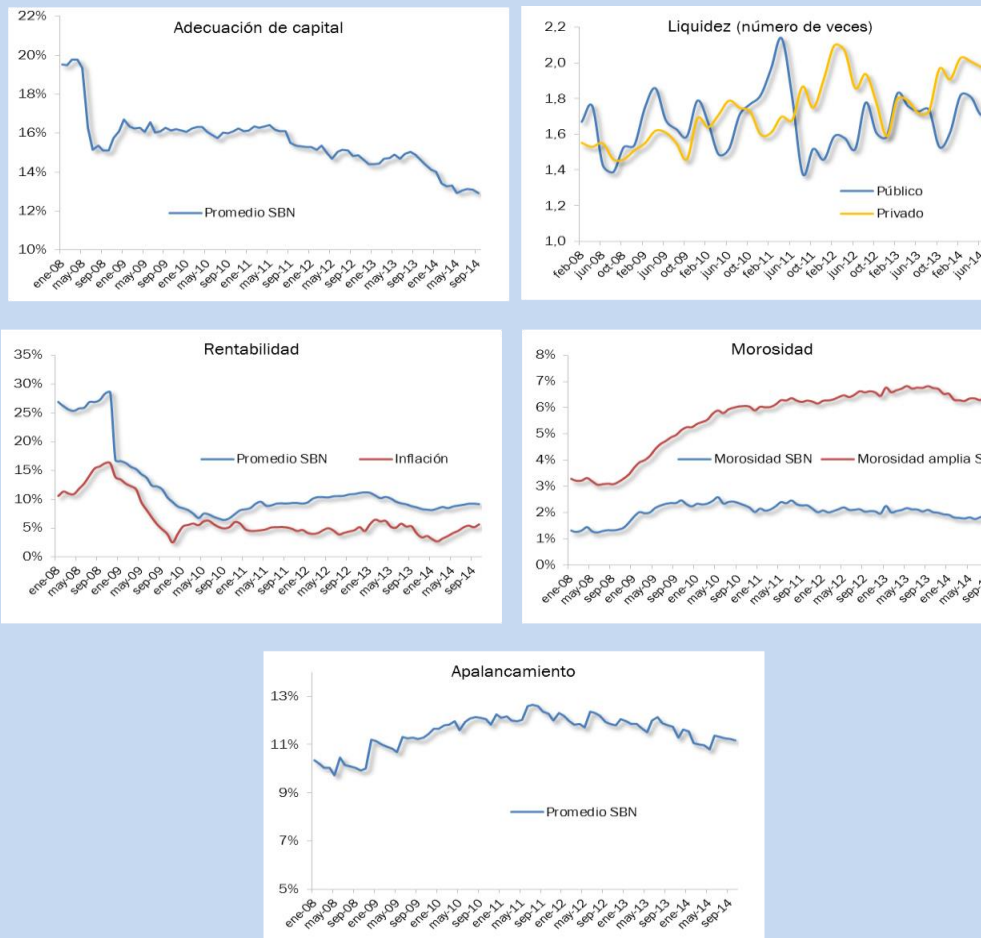 Adecuación de capital
22%
20%
18%
16%
14%
12%
10%
Promedio SBN
ene-08
may-08
sep-08
ene-09
may-09
sep-09
ene-10
may-10
sep-10
ene-11
may-11
sep-11
ene-12
may-12
sep-12
ene-13
may-13
sep-13
ene-14
may-14
sep-14
Liquidez (número de veces)
2,2
2,0
1,8
1,6
1,4
1,2
1,0
Público
Privado
feb-08
jun-08
oct-08
feb-09
jun-09
oct-09
feb-10
jun-10
oct-10
feb-11
jun-11
oct-11
feb-12
jun-12
oct-12
feb-13
jun-13
oct-13
feb-14
jun-14
Rentabilidad
35%
30%
25%
20%
15%
10%
5%
0%
Promedio SBN
Inflación
ene-08
may-08
sep-08
ene-09
may-09
sep-09
ene-10
may-10
sep-10
ene-11
may-11
sep-11
ene-12
may-12
sep-12
ene-13
may-13
sep-13
ene-14
may-14
sep-14
Morosidad
8%
7%
6%
5%
4%
3%
2%
1%
0%
Morosidad SBN
Morosidad amplia S
ene-08
may-08
sep-08
ene-09
may-09
sep-09
ene-10
may-10
sep-10
ene-11
may-11
sep-11
ene-12
may-12
sep-12
ene-13
may-13
sep-13
ene-14
may-14
Apalancamiento
13%
11%
9%
7%
5%
Promedio SBN
ene-08
may-08
sep-08
ene-09
may-09
sep-09
ene-10
may-10
sep-10
ene-11
may-11
sep-11
ene-12
may-12
sep-12
ene-13
may-13
sep-13
ene-14
may-14
sep-14